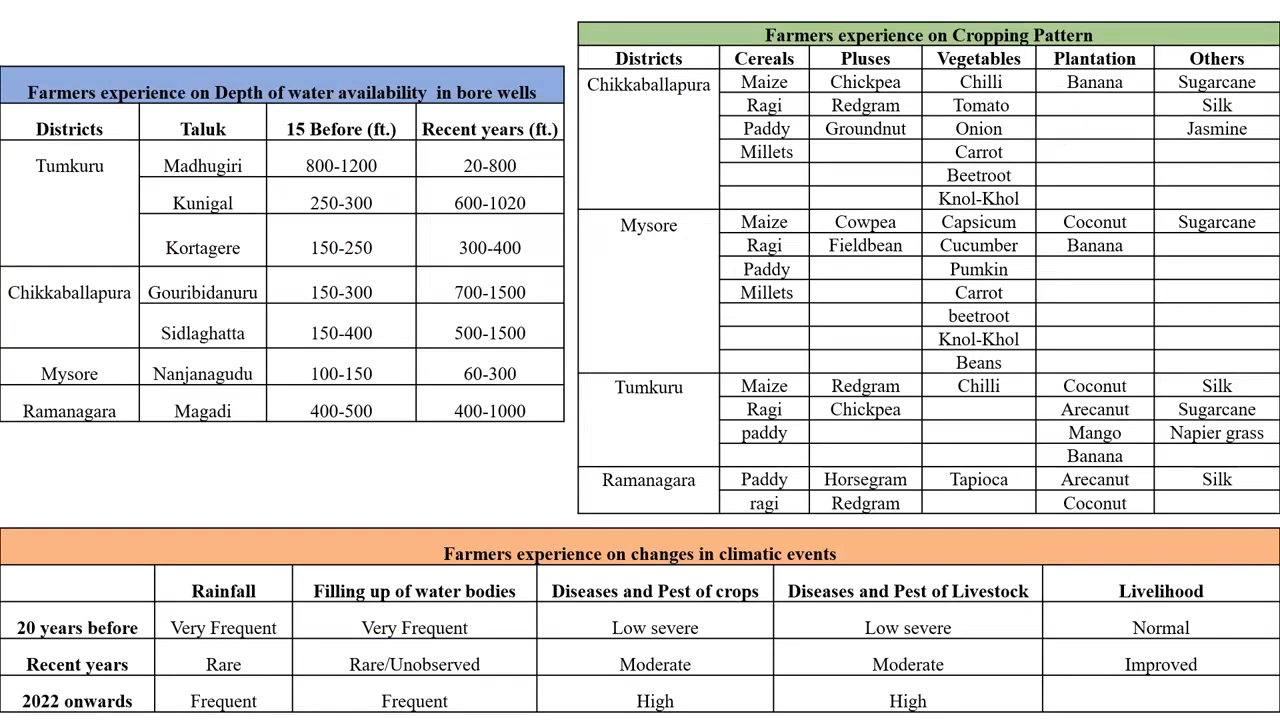 Farmers experience on Depth of water availability in bore wells
Districts Taluk 15 Before (ft.) Recent years (ft.)
Tumkuru Madhugiri 800-1200 20-800
Kunigal 250-300 600-1020
Kortagere 150-250 300-400
Chikkaballapura Gouribidanuru 150-300 700-1500
Sidlaghatta 150-400 500-1500
Mysore Nanjanagudu 100-150 60-300
Ramanagara Magadi 400-500 400-1000
Farmers experience on Cropping Pattern
Districts Cereals Pluses Vegetables Plantation Others
Chikkaballapura Maize Chickpea Chilli Banana Sugarcane
Ragi Redgram Tomato Silk
Paddy Groundnut Onion Jasmine
Millets Carrot
Beetroot
Knol-Khol
Mysore Maize Cowpea Capsicum Coconut Sugarcane
Ragi Fieldbean Cucumber Banana
Paddy Pumkin
Millets Carrot
beetroot
Knol-Khol
Beans
Tumkuru Maize Redgram Chilli Coconut Silk
Ragi Chickpea Arecanut Sugarcane
paddy Mango Napier grass
Banana
Ramanagara Paddy Horsegram Tapioca Arecanut Silk
ragi Redgram Coconut
Farmers experience on changes in climatic events
Rainfall Filling up of water bodies Diseases and Pest of crops Diseases and Pest of Livestock Livelihood
20 years before Very Frequent Very Frequent Low severe Low severe Normal
Recent years Rare Rare/Unobserved Moderate Moderate Improved
2022 onwards Frequent Frequent High High